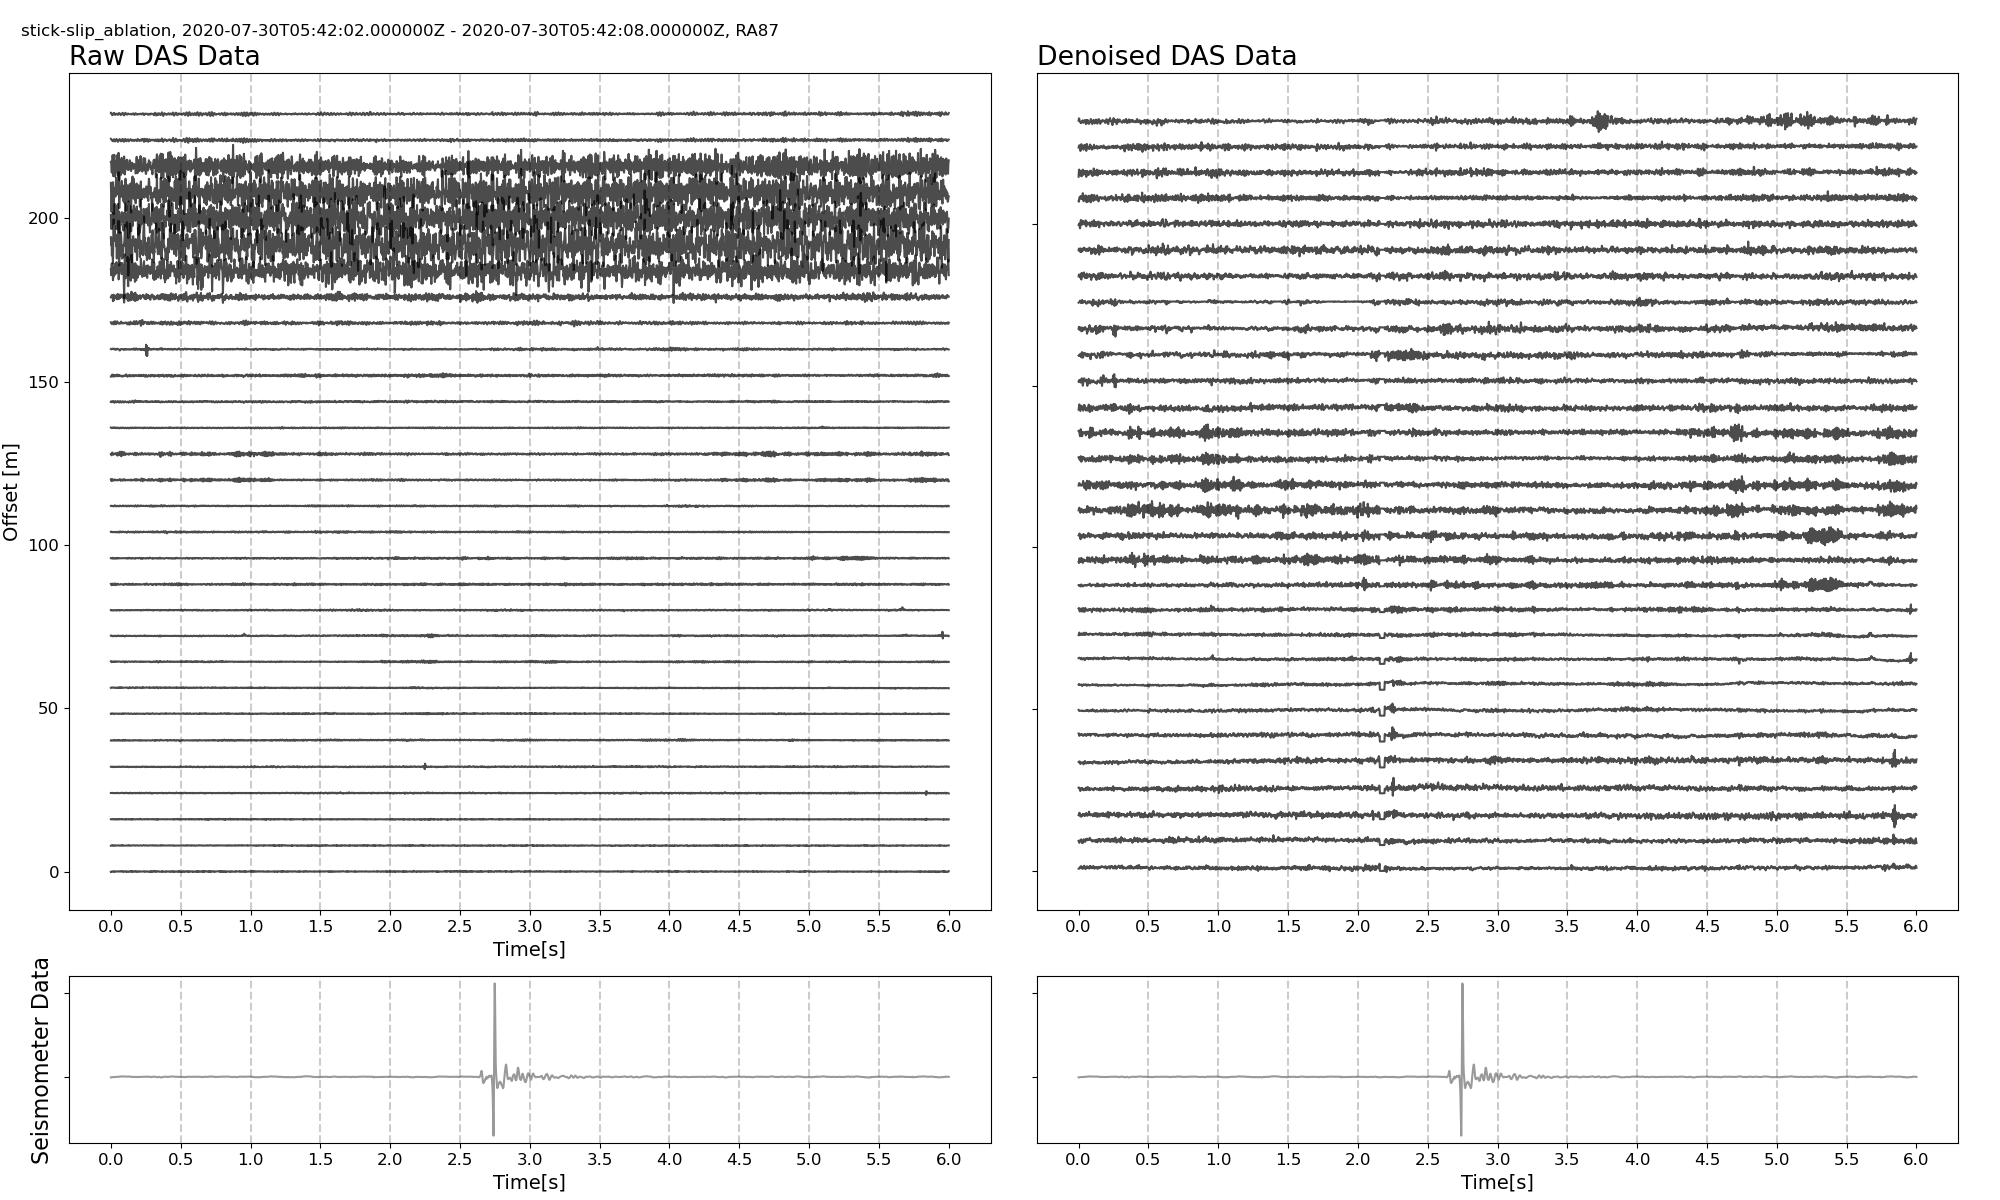 stick-slip_ablation, 2020-07-30T05:42:02.000000Z - 2020-07-30T05:42:08.000000Z, RA87
Raw DAS Data
Denoised DAS Data
Offset [m]
200
150
100
50
0
0.0 0.5 1.0 1.5 2.0 2.5 3.0 3.5 4.0 4.5 5.0 5.5 6.0
Time[s]
0.0 0.5 1.0 1.5 2.0 2.5 3.0 3.5 4.0 4.5 5.0 5.5 6.0
Seismometer Data
0.0 0.5 1.0 1.5 2.0 2.5 3.0 3.5 4.0 4.5 5.0 5.5 6.0
Time[s]
0.0 0.5 1.0 1.5 2.0 2.5 3.0 3.5 4.0 4.5 5.0 5.5 6.0
Time[s]